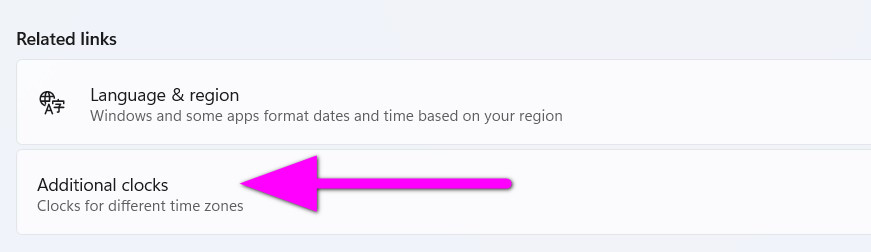 Related links
Language & region
Windows and some apps format dates and time based on your region
Additional clocks
Clocks for different time zones